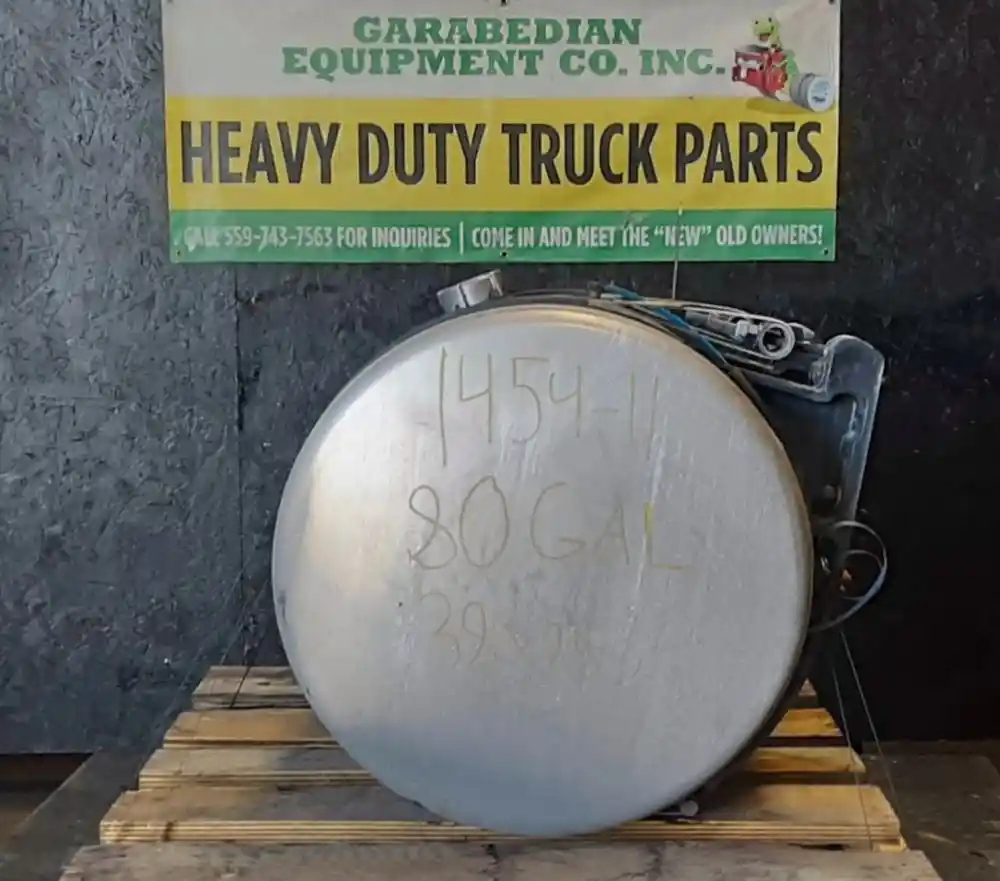 GARABEDIAN
EQUIPMENT CO. INC.
HEAVY DUTY TRUCK PARTS
CALL 559-743-7563 FOR INQUIRIES | COME IN AND MEET THE "NEW" OLD OWNERS!
1454-11
80 GAL